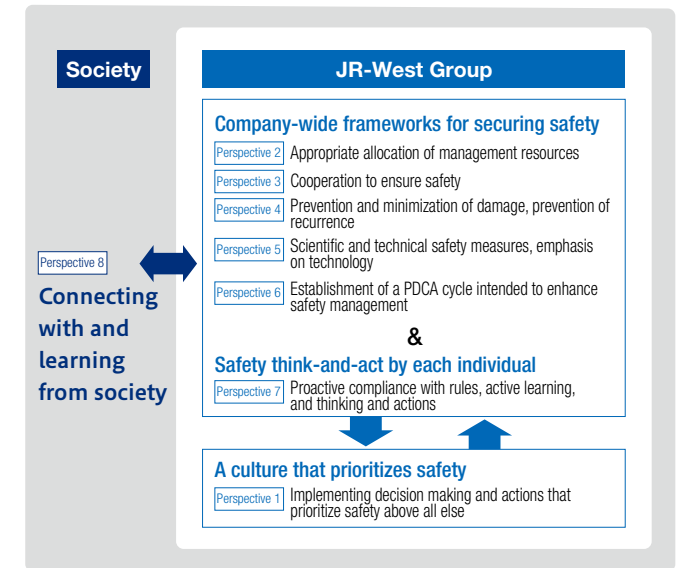 Society
JR-West Group
Company-wide frameworks for securing safety
Perspective 2 Appropriate allocation of management resources
Perspective 3 Cooperation to ensure safety
Perspective 4 Prevention and minimization of damage, prevention of
recurrence
Perspective 5 Scientific and technical safety measures, emphasis
on technology
Perspective 6 Establishment of a PDCA cycle intended to enhance
safety management
&
Safety think-and-act by each individual
Perspective 7 Proactive compliance with rules, active learning,
and thinking and actions
Perspective 8
Connecting
with and
learning
from society
A culture that prioritizes safety
Perspective 1 Implementing decision making and actions that
prioritize safety above all else